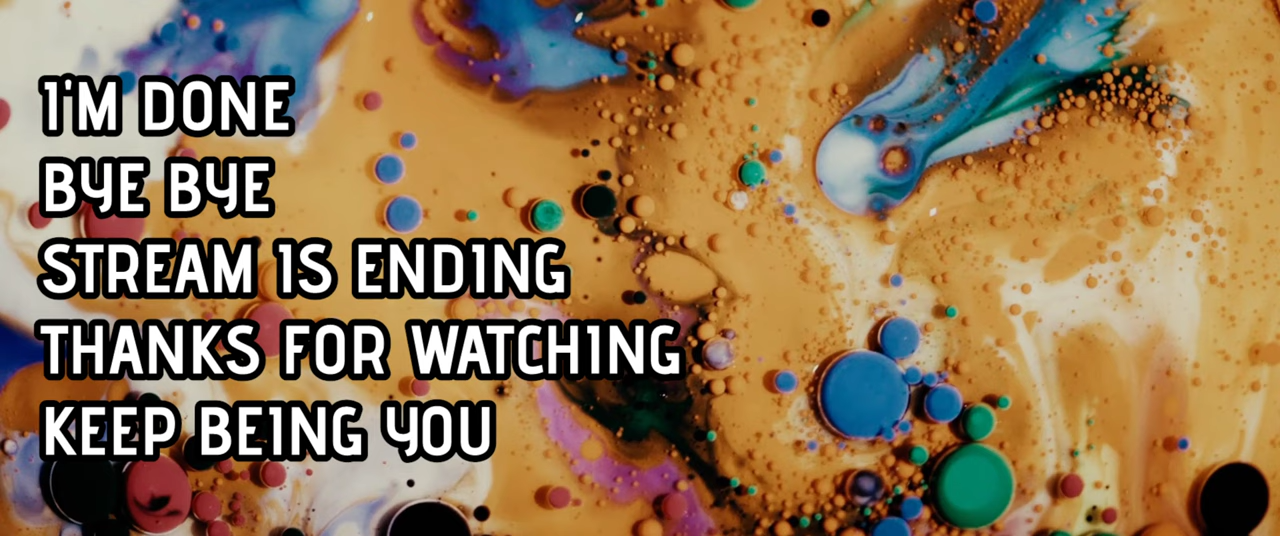 I'M DONE
BYE BYE
STREAM IS ENDING
THANKS FOR WATCHING
KEEP BEING YOU